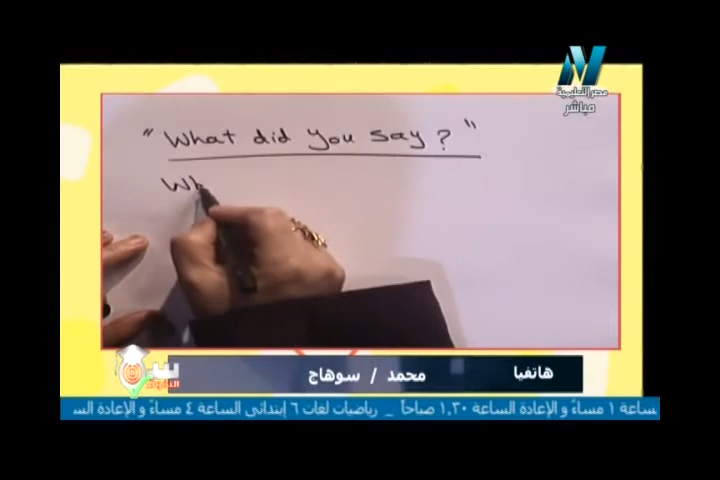 مصر التعليمية
مباشر
" What did you say ? "
Wh
هاتفيا
محمد / سوهاج
ساعة ١ مساءً و الإعادة الساعة ١,٣٠ صباحاً _ رياضيات لغات ٦ إبتدائى الساعة ٤ مساءً و الإعادة الس